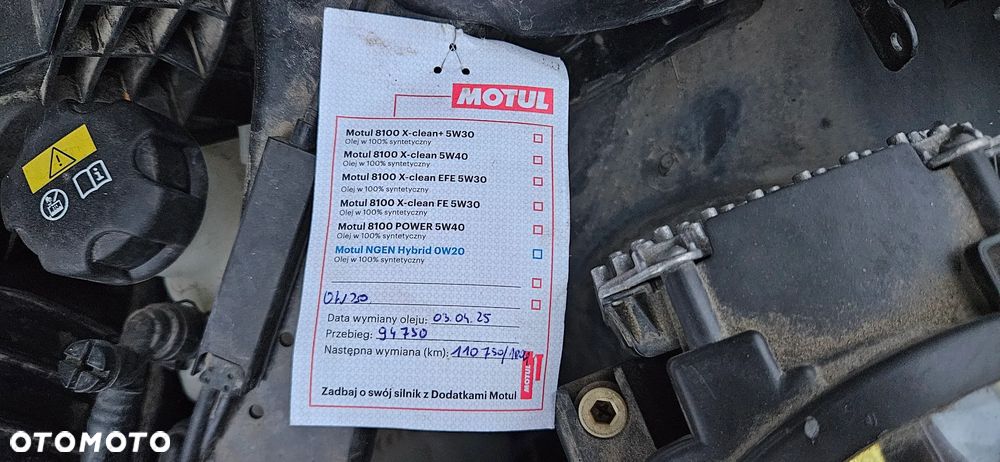 MOTUL
Motul 8100 X-clean+ 5W30
Olej w 100% syntetyczny
Motul 8100 X-clean 5W40
Olej w 100% syntetyczny
Motul 8100 X-clean EFE 5W30
Olej w 100% syntetyczny
Motul 8100 X-clean FE 5W30
Olej w 100% syntetyczny
Motul 8100 POWER 5W40
Olej w 100% syntetyczny
Motul NGEN Hybrid 0W20
Olej w 100% syntetyczny
0W20
Data wymiany oleju: 03.04.25
Przebieg: 94750
Następna wymiana (km): 110750/
MOTUL
Zadbaj o swój silnik z Dodatkami Motul
OTOMOTO